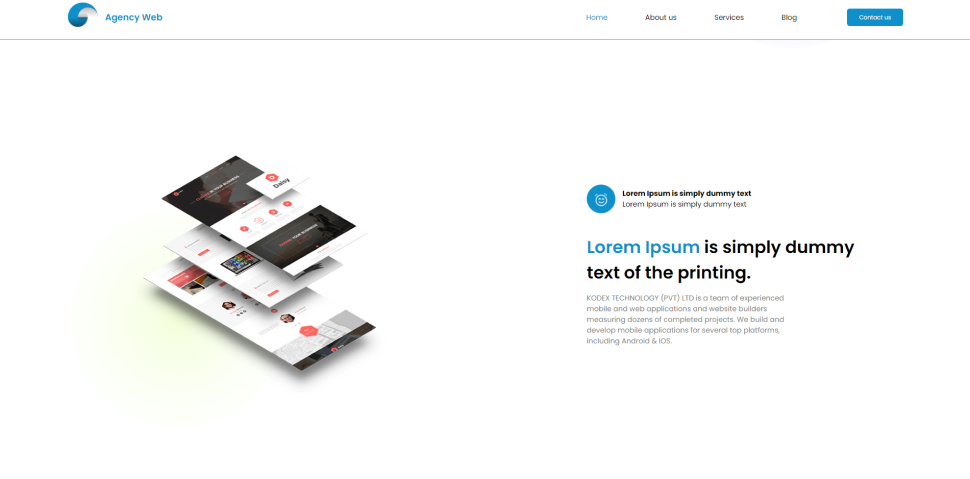 Agency Web
Home About us Services Blog Contact us
Lorem Ipsum is simply dummy text
Lorem Ipsum is simply dummy text
Lorem Ipsum is simply dummy
text of the printing.
KODEX TECHNOLOGY (PVT) LTD is a team of experienced
mobile and web applications and website builders
measuring dozens of completed projects. We build and
develop mobile applications for several top platforms,
including Android & IOS.
Daisy